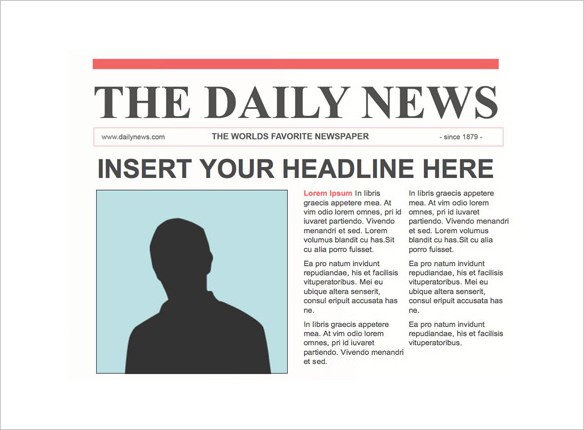 THE DAILY NEWS
www.dailynews.com THE WORLDS FAVORITE NEWSPAPER - since 1879 -
INSERT YOUR HEADLINE HERE
Lorem Ipsum In libris
graecis appetere mea. At
vim odio lorem omnes, pri id
iuvaret partiendo. Vivendo
menandri et sed. Lorem
volumus blandit cu has.Sit
cu alia porro fuisset.
Ea pro natum invidunt
repudiandae, his et facilisis
vituperatoribus. Mei eu
ubique altera senserit,
consul eripuit accusata has
ne.
In libris graecis appetere
mea. At vim odio lorem
omnes, pri id iuvaret
partiendo. Vivendo menandri
et sed.
In libris graecis appetere
mea. At vim odio lorem
omnes, pri id iuvaret
partiendo. Vivendo menandri
et sed. Lorem volumus
blandit cu has.Sit cu alia
porro fuisset.
Ea pro natum invidunt
repudiandae, his et facilisis
vituperatoribus. Mei eu
ubique altera senserit,
consul eripuit accusata has
ne.
Ea pro natum invidunt
repudiandae, his et facilisis
vituperatoribus.